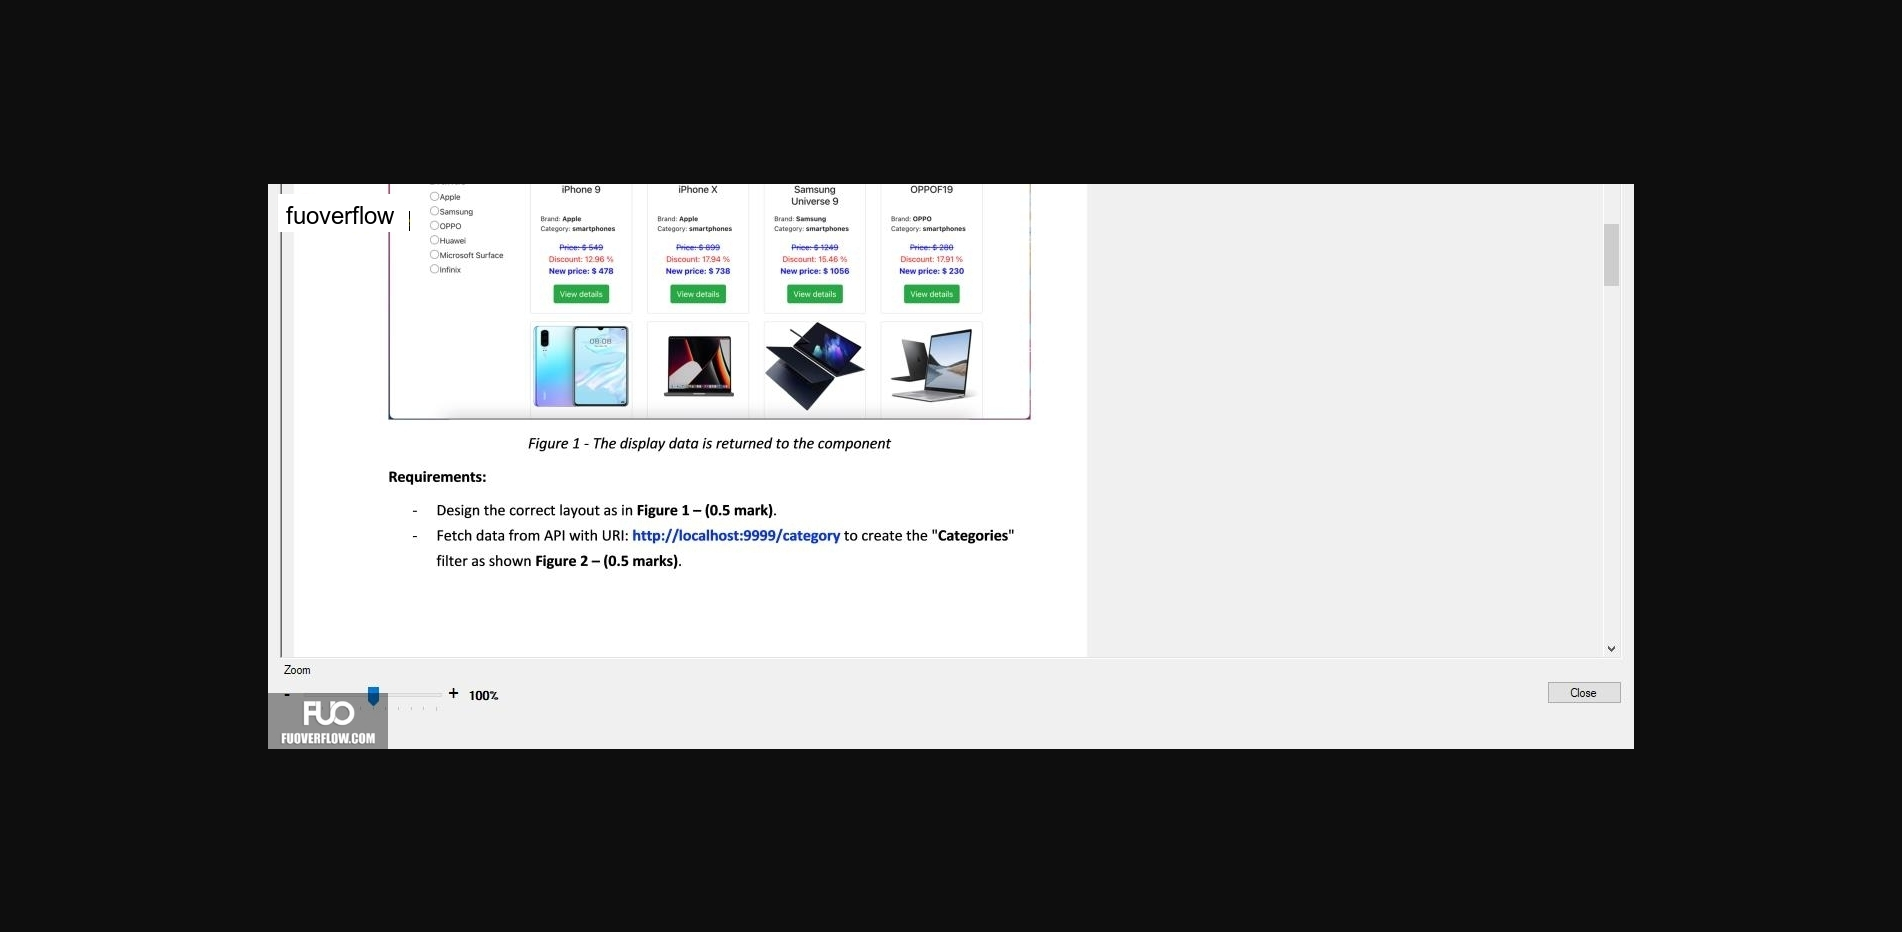 iPhone 9
iPhone X
Samsung
Universe 9
OPPOF19
Apple
Samsung
OPPO
Huawei
Microsoft Surface
Infinix
fuoverflow
Brand: Apple
Category: smartphones
Price: $ 549
Discount: 12.96 %
New price: $ 478
View details
Brand: Apple
Category: smartphones
Price: $ 899
Discount: 17.94 %
New price: $ 738
View details
Brand: Samsung
Category: smartphones
Price: $ 1249
Discount: 15.46 %
New price: $ 1056
View details
Brand: OPPO
Category: smartphones
Price: $ 280
Discount: 17.91 %
New price: $ 230
View details
08:08
Figure 1 - The display data is returned to the component
Requirements:
- Design the correct layout as in Figure 1 – (0.5 mark).
- Fetch data from API with URI: http://localhost:9999/category to create the "Categories"
filter as shown Figure 2 – (0.5 marks).
Zoom
- + 100%
Close
FUO
FUOVERFLOW.COM